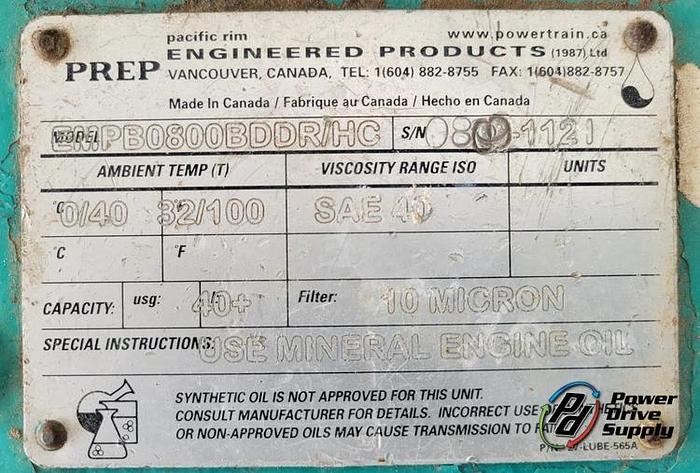 pacific rim www.powertrain.ca
PREP ENGINEERED PRODUCTS (1987) Ltd
VANCOUVER, CANADA, TEL: 1(604) 882-8755 FAX: 1(604)882-8757
Made in Canada / Fabrique au Canada / Hecho en Canada
MODEL EMPB0800BDDR/HC S/N -1121
AMBIENT TEMP (T) VISCOSITY RANGE ISO UNITS
°C 0/40 °F 32/100 SAE 40
°C °F
CAPACITY: usg: 40+ Filter: 10 MICRON
SPECIAL INSTRUCTIONS: USE MINERAL ENGINE OIL
SYNTHETIC OIL IS NOT APPROVED FOR THIS UNIT.
CONSULT MANUFACTURER FOR DETAILS. INCORRECT USE
OR NON-APPROVED OILS MAY CAUSE TRANSMISSION TO
-LUBE-565A
Pd Power Drive Supply